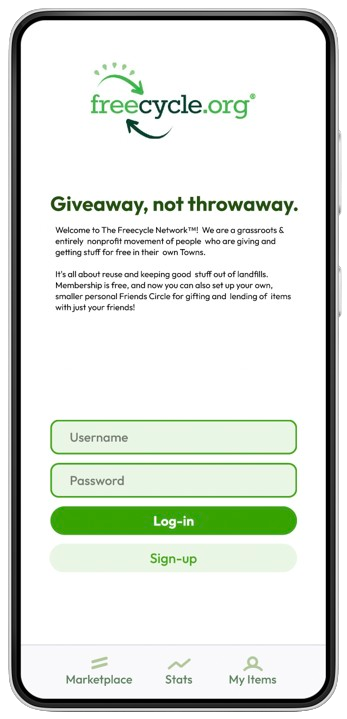 freecycle.org®
Giveaway, not throwaway.
Welcome to The Freecycle Network™! We are a grassroots &
entirely nonprofit movement of people who are giving and
getting stuff for free in their own Towns.
It's all about reuse and keeping good stuff out of landfills.
Membership is free, and now you can also set up your own,
smaller personal Friends Circle for gifting and lending of items
with just your friends!
Username
Password
Log-in
Sign-up
Marketplace Stats My Items